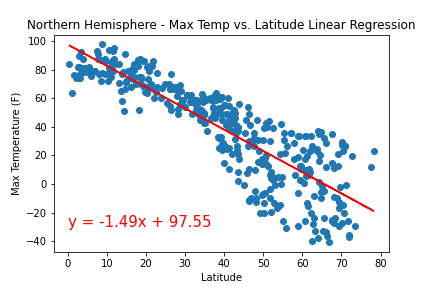 Northern Hemisphere - Max Temp vs. Latitude Linear Regression
100
80
60
40
20
0
−20
−40
Max Temperature (F)
y = -1.49x + 97.55
0 10 20 30 40 50 60 70 80
Latitude